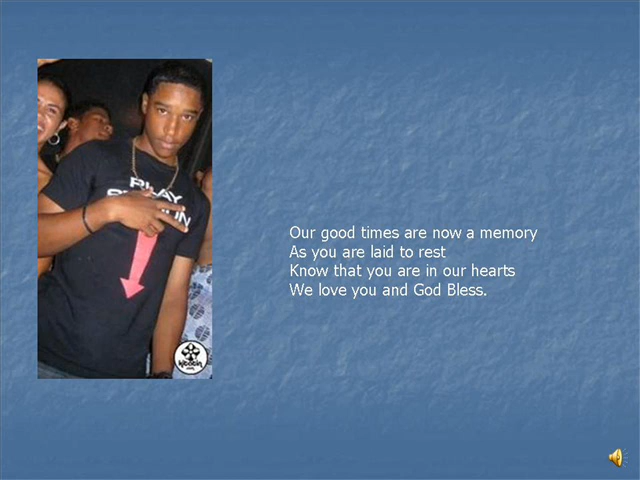 PLAY
Our good times are now a memory
As you are laid to rest
Know that you are in our hearts
We love you and God Bless.